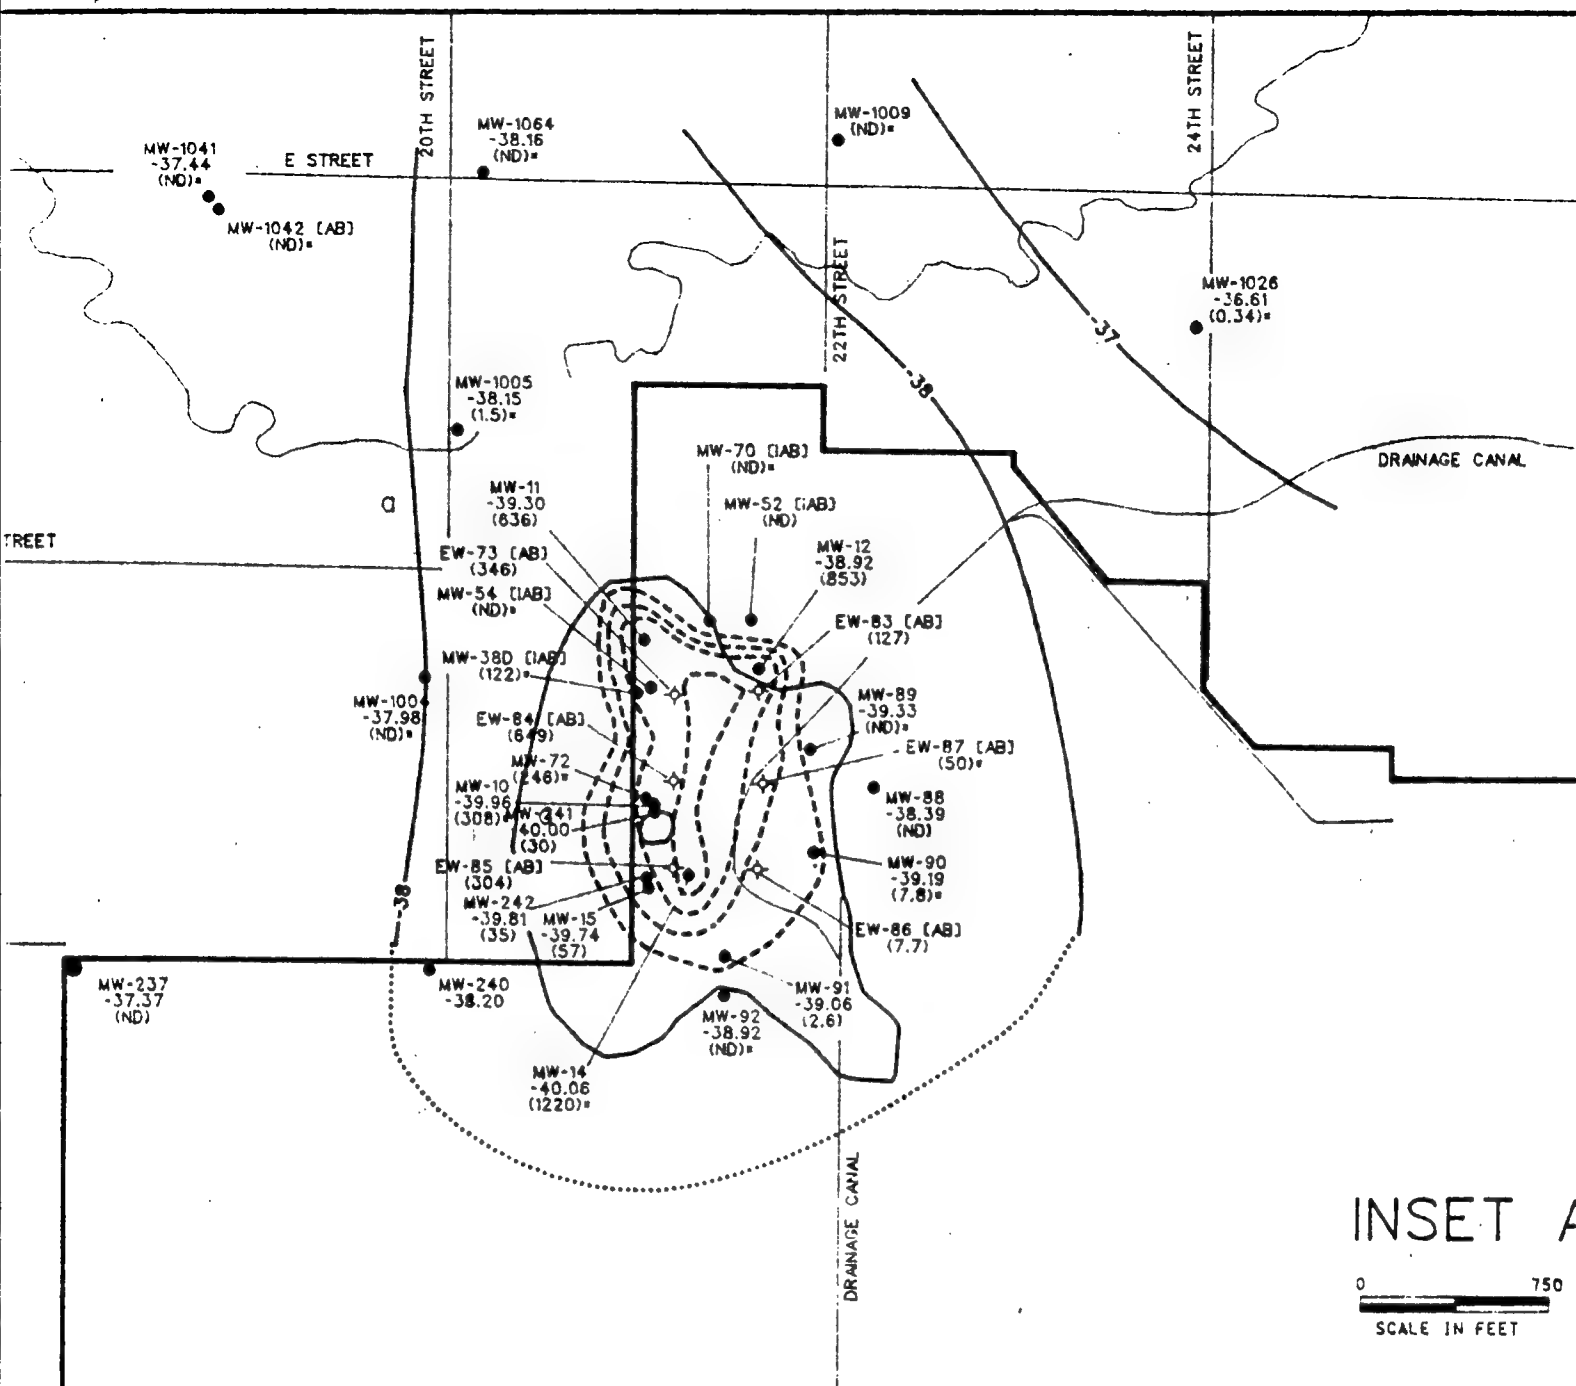 20TH STREET
22TH STREET
24TH STREET
E STREET
TREET
MW-1041
-37.44
(ND)*
MW-1042 [AB]
(ND)*
MW-1064
-38.16
(ND)*
MW-1009
(ND)*
MW-1026
-36.61
(0.34)*
-37
-38
MW-1005
-38.15
(1.5)*
DRAINAGE CANAL
a
MW-70 [IAB]
(ND)*
MW-11
-39.30
(636)
MW-52 [IAB]
(ND)
EW-73 [AB]
(346)
MW-12
-38.92
(853)
MW-54 [IAB]
(ND)*
EW-83 [AB]
(127)
MW-38D [IAB]
(122)*
MW-100
-37.98
(ND)*
MW-89
-39.33
(ND)*
EW-84 [AB]
(649)
EW-87 [AB]
(50)*
MW-72
(246)*
MW-10
-39.96
(308)
MW-241
-40.00
(30)
MW-88
-38.39
(ND)
EW-85 [AB]
(304)
MW-90
-39.19
(7.8)*
-38
MW-242
-39.81
(35)
MW-15
-39.74
(57)
EW-86 [AB]
(7.7)
MW-237
-37.37
(ND)
MW-240
-38.20
MW-91
-39.06
(2.6)
MW-92
-38.92
(ND)*
MW-14
-40.06
(1220)*
DRAINAGE CANAL
INSET A
0 750
SCALE IN FEET